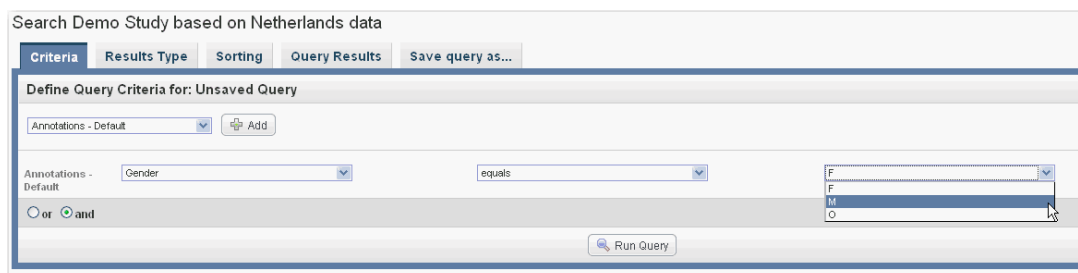 Search Demo Study based on Netherlands data
Criteria Results Type Sorting Query Results Save query as...
Define Query Criteria for: Unsaved Query
Annotations - Default Add
Annotations - Default Gender equals F
F
M
O
or and
Run Query